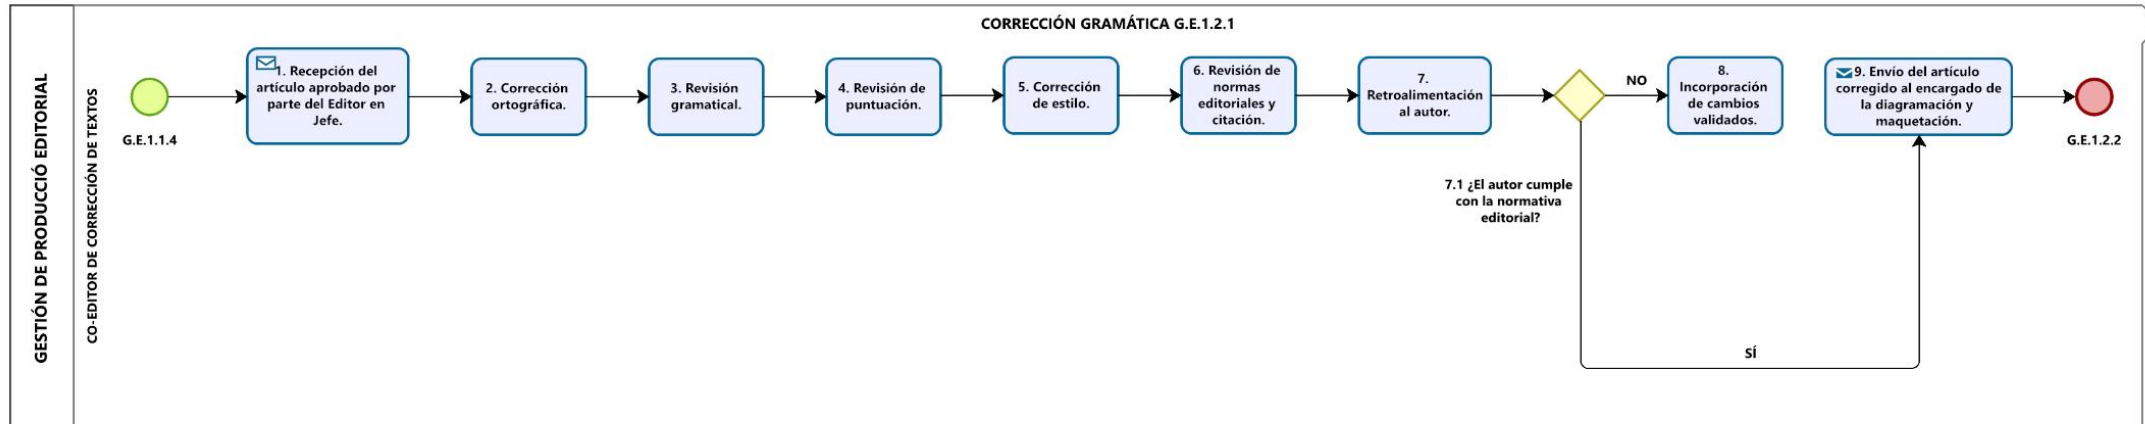 CORRECCIÓN GRAMÁTICA G.E.1.2.1
GESTIÓN DE PRODUCCIÓ EDITORIAL
CO-EDITOR DE CORRECCIÓN DE TEXTOS
G.E.1.1.4
1. Recepción del
artículo aprobado por
parte del Editor en
Jefe.
2. Corrección
ortográfica.
3. Revisión
gramatical.
4. Revisión de
puntuación.
5. Corrección
de estilo.
6. Revisión de
normas
editoriales y
citación.
7.
Retroalimentación
al autor.
7.1 ¿El autor cumple
con la normativa
editorial?
NO
SÍ
8.
Incorporación
de cambios
validados.
9. Envío del artículo
corregido al encargado de
la diagramación y
maquetación.
G.E.1.2.2